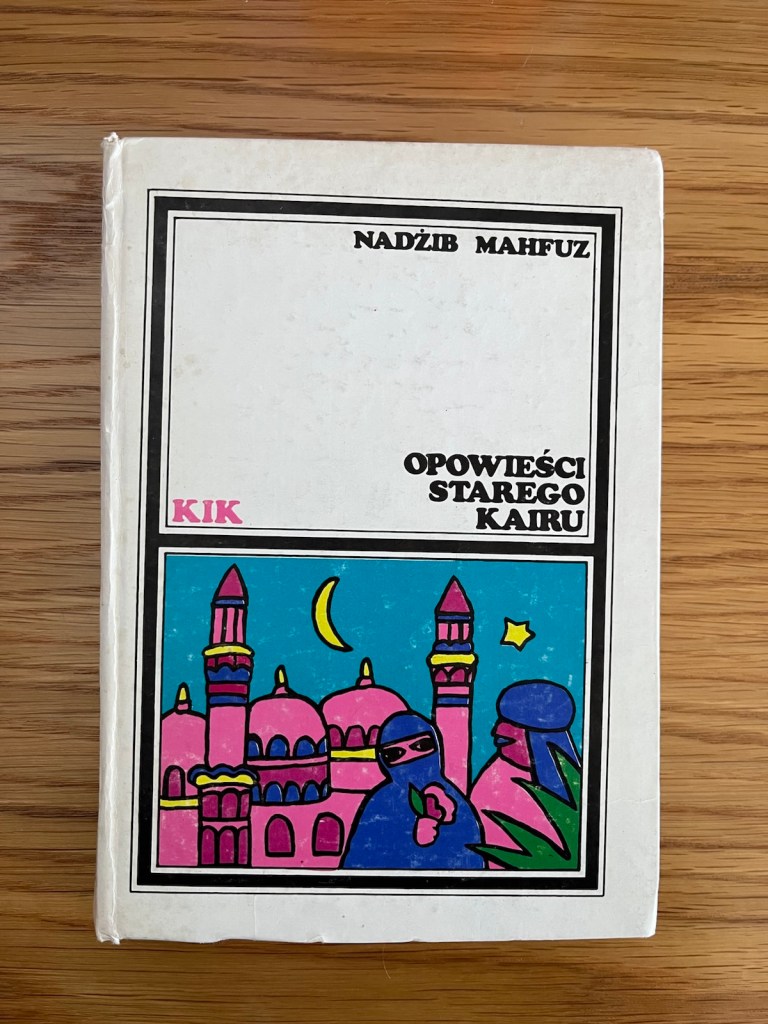 NADŻIB MAHFUZ
OPOWIEŚCI
STAREGO
KAIRU
KIK